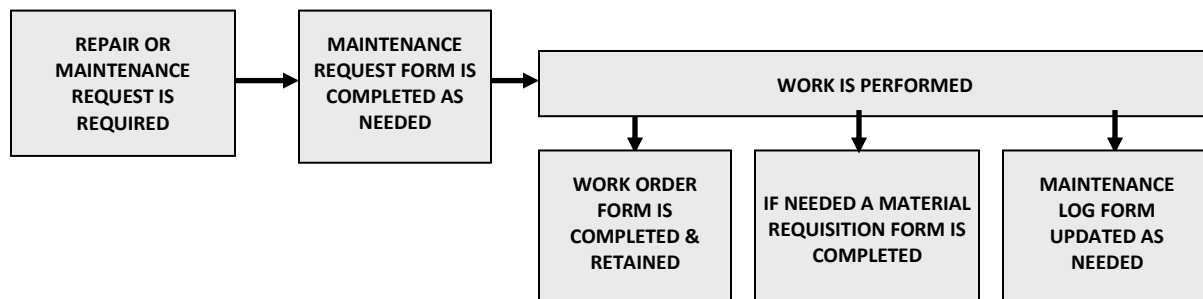 REPAIR OR
MAINTENANCE
REQUEST IS
REQUIRED
MAINTENANCE
REQUEST FORM IS
COMPLETED AS
NEEDED
WORK IS PERFORMED
WORK ORDER
FORM IS
COMPLETED &
RETAINED
IF NEEDED A MATERIAL
REQUISITION FORM IS
COMPLETED
MAINTENANCE
LOG FORM
UPDATED AS
NEEDED